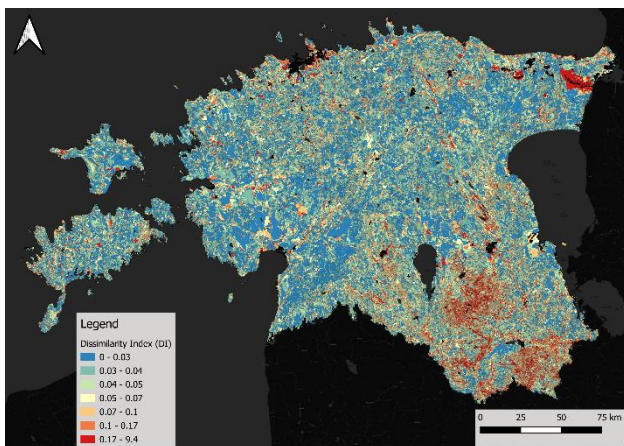 Legend
Dissimilarity Index (DI)
0 - 0.03
0.03 - 0.04
0.04 - 0.05
0.05 - 0.07
0.07 - 0.1
0.1 - 0.17
0.17 - 9.4
0 25 50 75 km